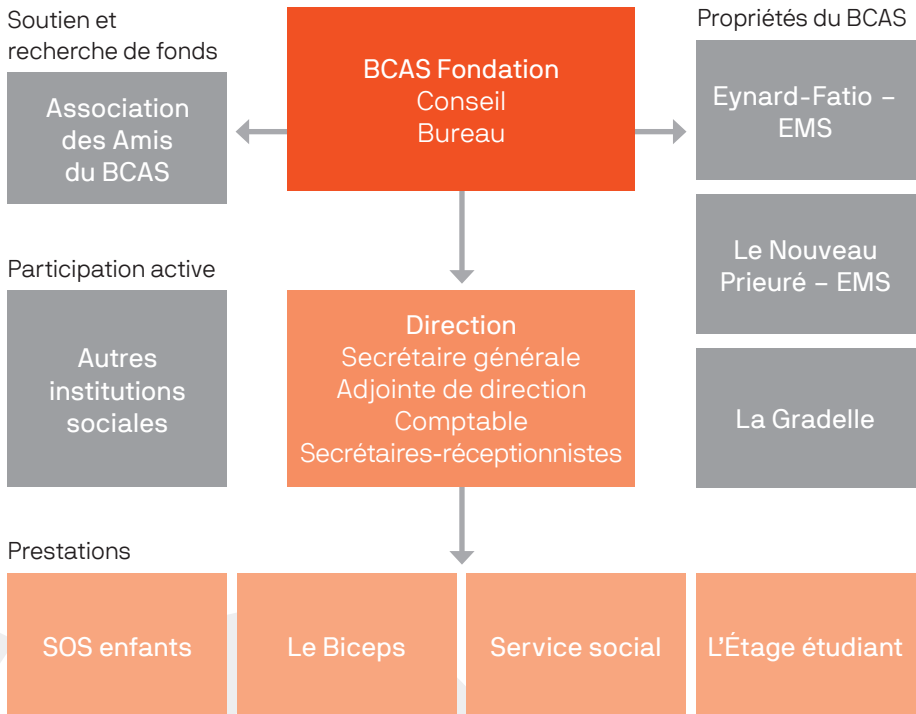 Soutien et
recherche de fonds
Association
des Amis
du BCAS
BCAS Fondation
Conseil
Bureau
Propriétés du BCAS
Eynard-Fatio –
EMS
Le Nouveau
Prieuré – EMS
La Gradelle
Participation active
Autres
institutions
sociales
Direction
Secrétaire générale
Adjointe de direction
Comptable
Secrétaires-réceptionnistes
Prestations
SOS enfants
Le Biceps
Service social
L’Étage étudiant